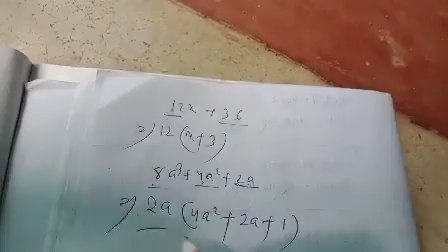 12x + 36
=) 12 (x + 3)
8a³ + 4a² + 2a
=) 2a (4a² + 2a + 1)